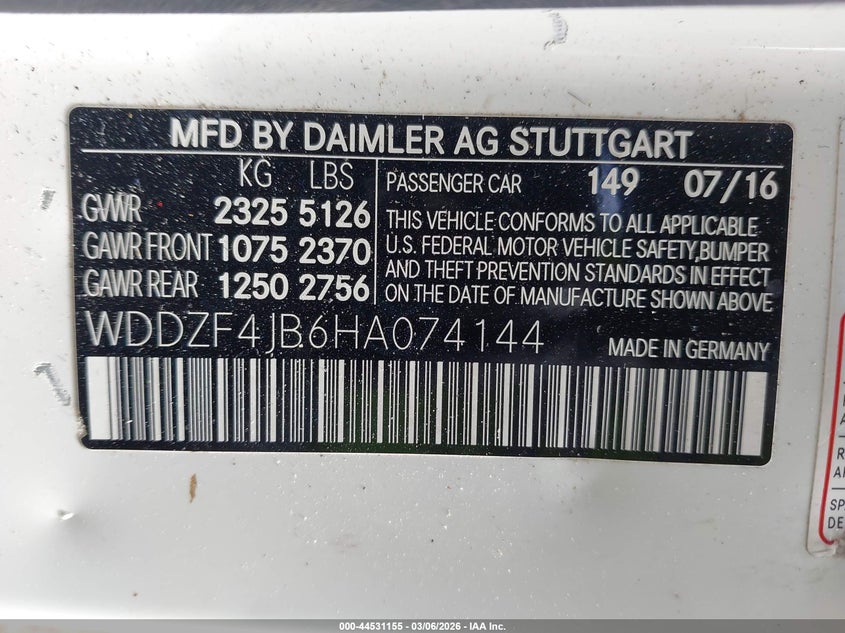 MFD BY DAIMLER AG STUTTGART
KG LBS
GVWR 2325 5126
GAWR FRONT 1075 2370
GAWR REAR 1250 2756
PASSENGER CAR 149 07/16
THIS VEHICLE CONFORMS TO ALL APPLICABLE
U.S. FEDERAL MOTOR VEHICLE SAFETY,BUMPER
AND THEFT PREVENTION STANDARDS IN EFFECT
ON THE DATE OF MANUFACTURE SHOWN ABOVE
WDDZF4JB6HA074144 MADE IN GERMANY
SP
DE
000-44531155 - 03/06/2026 - IAA Inc.